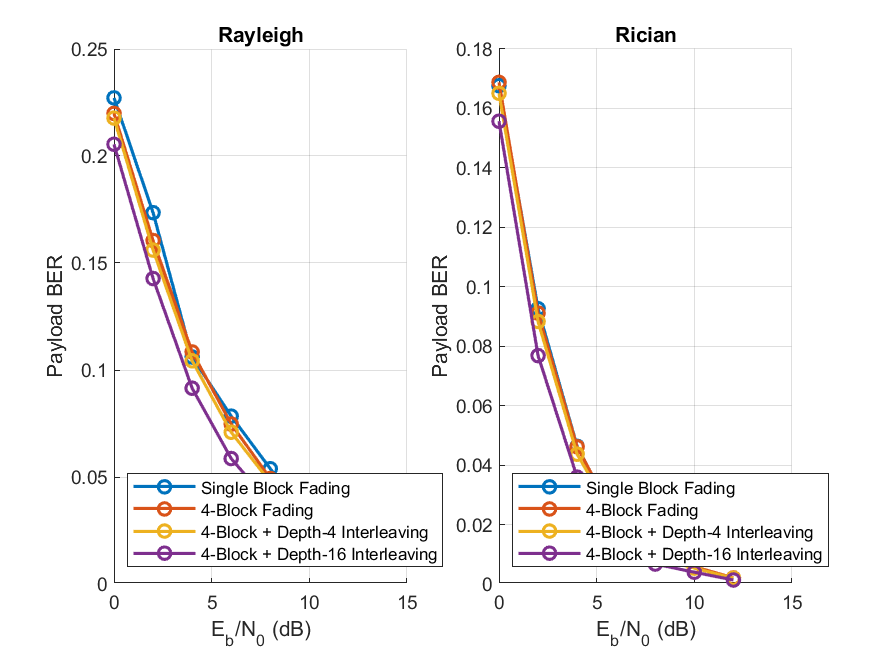 Rayleigh
0.25
0.2
0.15
0.1
0.05
0
Payload BER
0
5
10
15
E_b/N_0 (dB)
Single Block Fading
4-Block Fading
4-Block + Depth-4 Interleaving
4-Block + Depth-16 Interleaving
Rician
0.18
0.16
0.14
0.12
0.1
0.08
0.06
0.04
0.02
0
Payload BER
0
5
10
15
E_b/N_0 (dB)
Single Block Fading
4-Block Fading
4-Block + Depth-4 Interleaving
4-Block + Depth-16 Interleaving